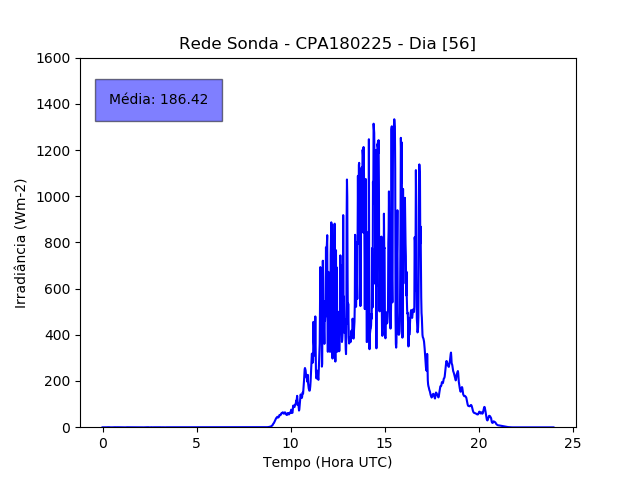 Rede Sonda - CPA180225 - Dia [56]
1600
Média: 186.42
1400
1200
1000
800
600
400
200
0
Irradiância (Wm-2)
0 5 10 15 20 25
Tempo (Hora UTC)